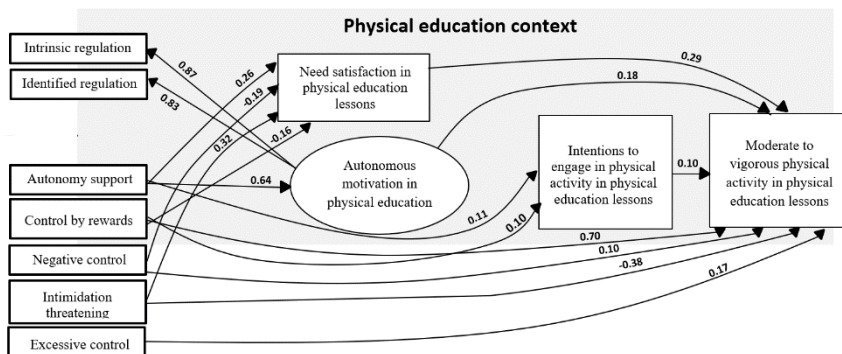 Physical education context
Intrinsic regulation
Identified regulation
0.87
0.83
0.26
-0.19
0.32
-0.16
Need satisfaction in
physical education
lessons
0.29
0.18
Autonomous
motivation in
physical education
Intentions to
engage in physical
activity in physical
education lessons
0.10
Moderate to
vigorous physical
activity in physical
education lessons
Autonomy support
0.64
Control by rewards
0.11
0.10
0.70
0.10
Negative control
-0.38
Intimidation
threatening
0.17
Excessive control